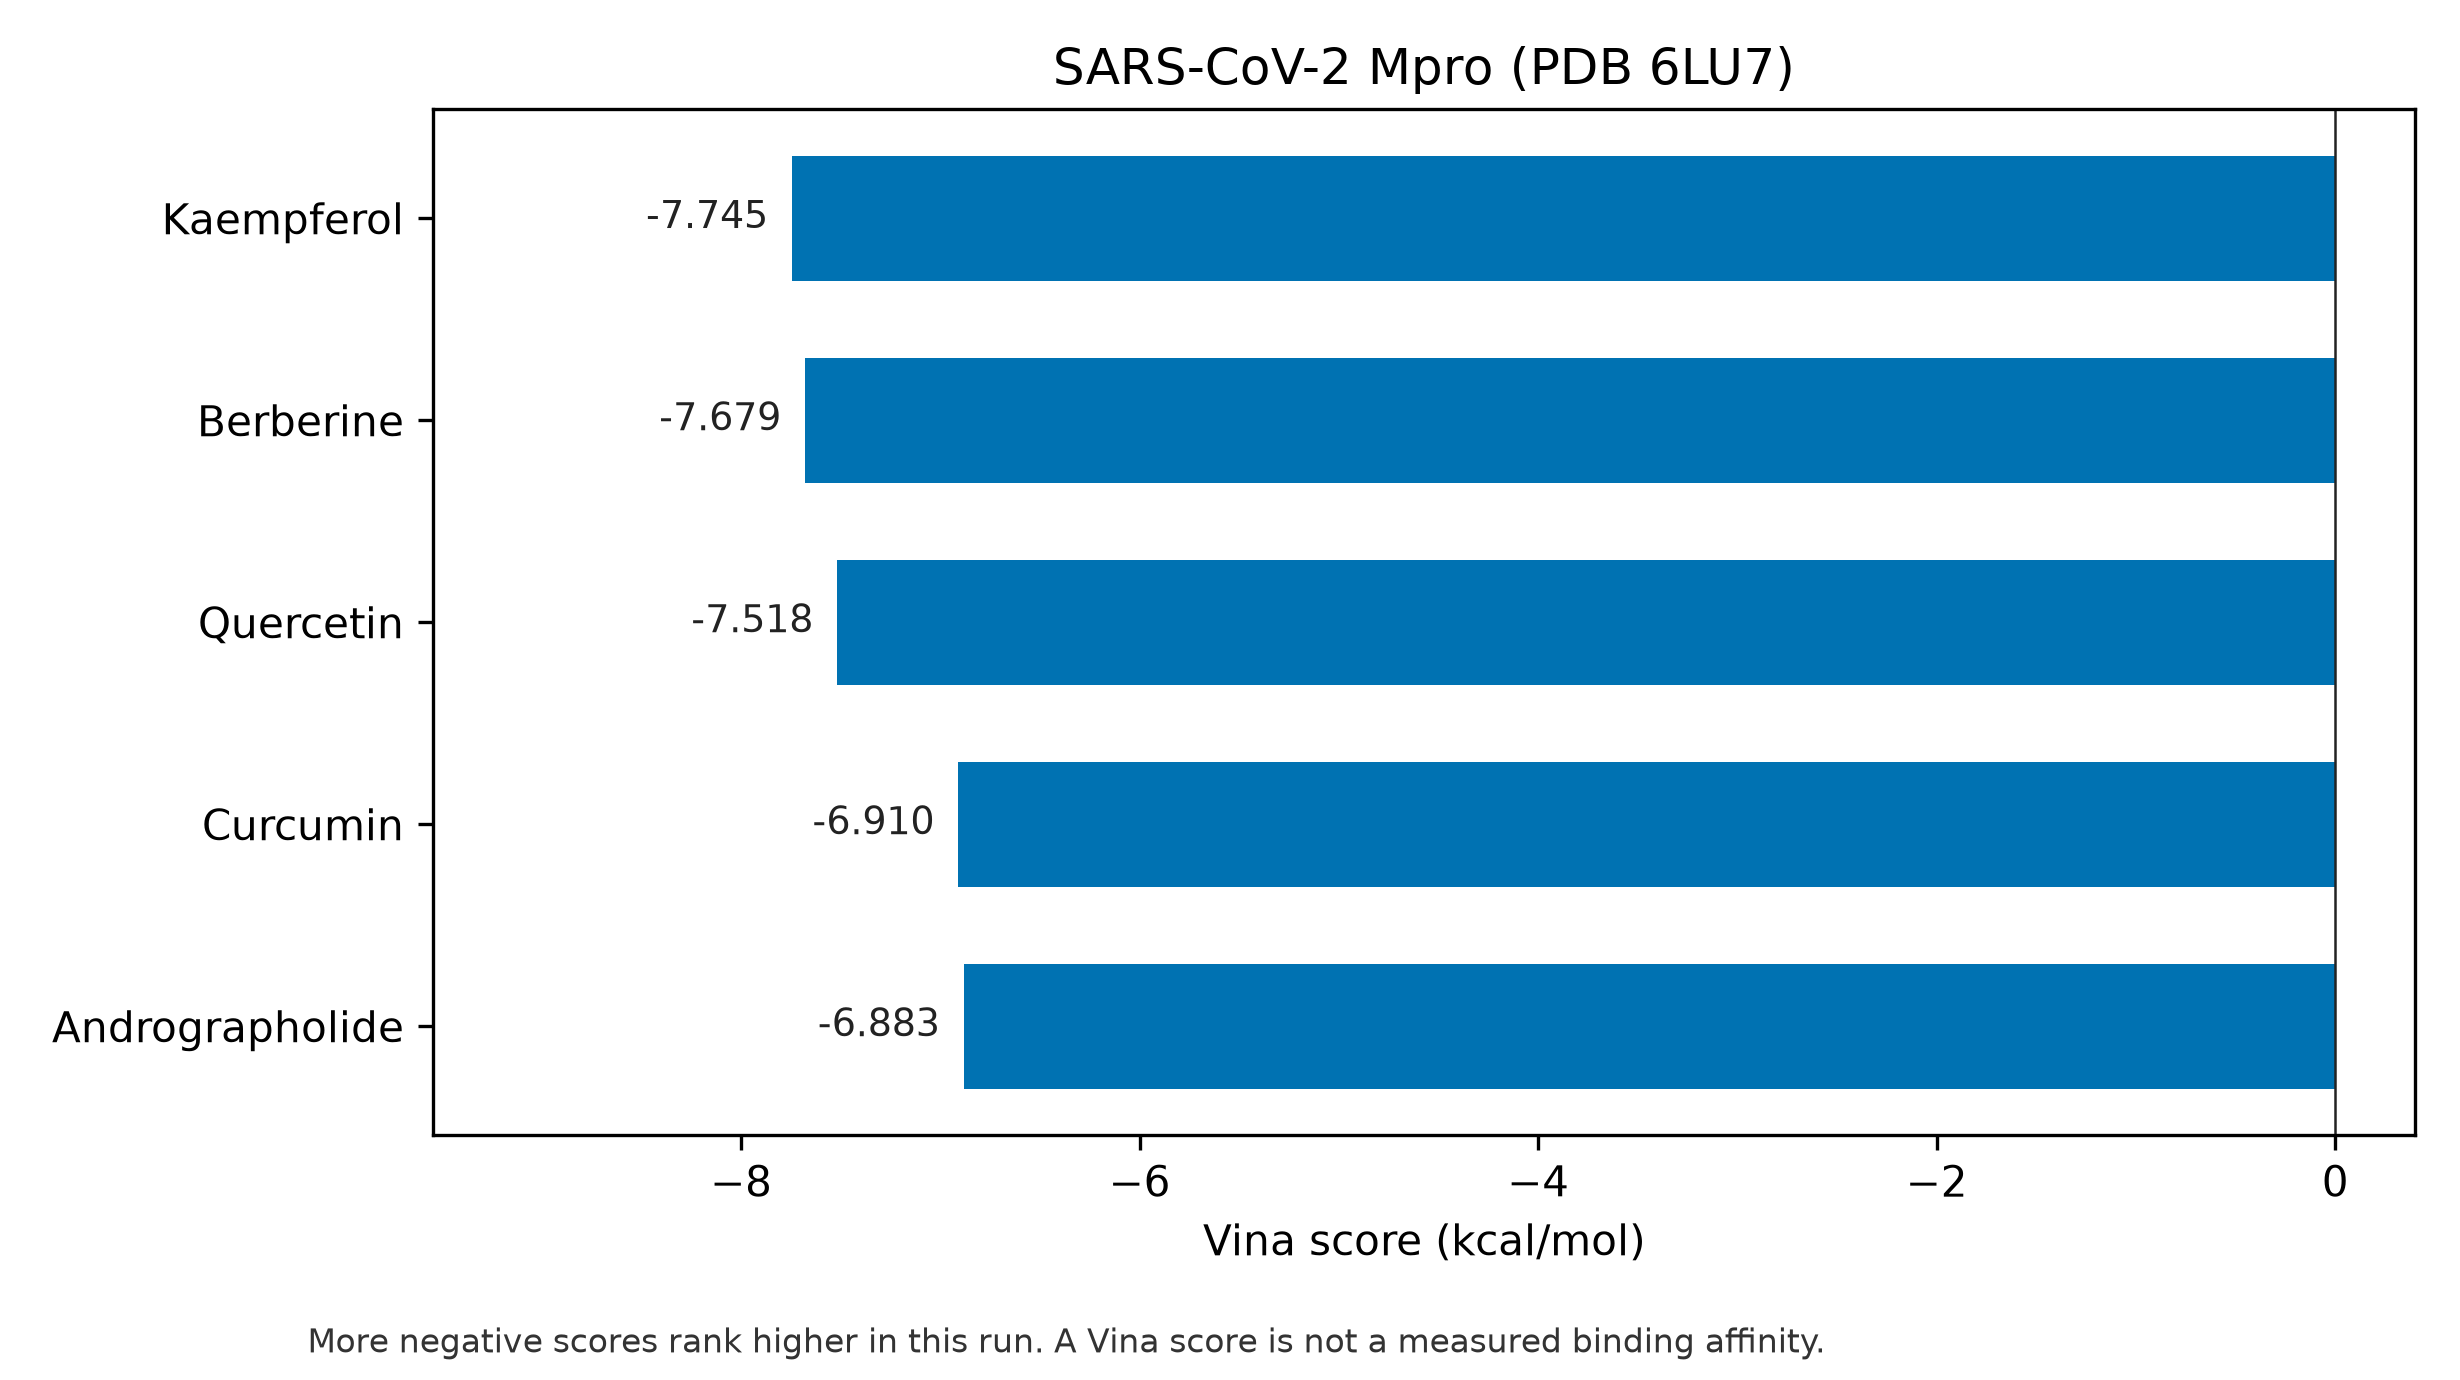 SARS-CoV-2 Mpro (PDB 6LU7)
Kaempferol
-7.745
Berberine
-7.679
Quercetin
-7.518
Curcumin
-6.910
Andrographolide
-6.883
−8
−6
−4
−2
0
Vina score (kcal/mol)
More negative scores rank higher in this run. A Vina score is not a measured binding affinity.